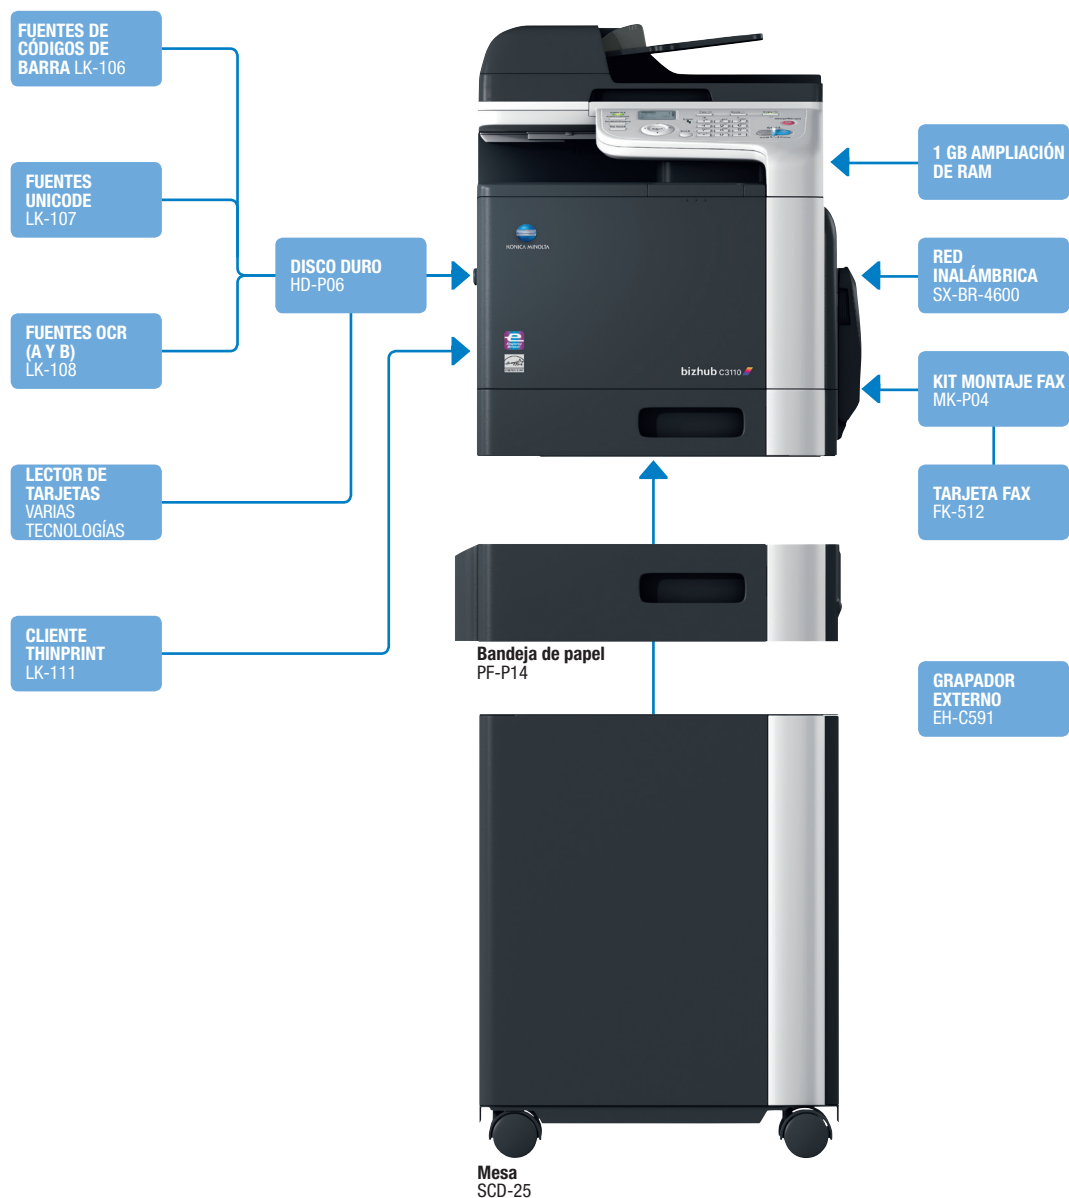 FUENTES DE
CÓDIGOS DE
BARRA LK-106
FUENTES
UNICODE
LK-107
DISCO DURO
HD-P06
FUENTES OCR
(A Y B)
LK-108
LECTOR DE
TARJETAS
VARIAS
TECNOLOGÍAS
CLIENTE
THINPRINT
LK-111
KONICA MINOLTA
bizhub C3110
1 GB AMPLIACIÓN
DE RAM
RED
INALÁMBRICA
SX-BR-4600
KIT MONTAJE FAX
MK-P04
TARJETA FAX
FK-512
Bandeja de papel
PF-P14
GRAPADOR
EXTERNO
EH-C591
Mesa
SCD-25